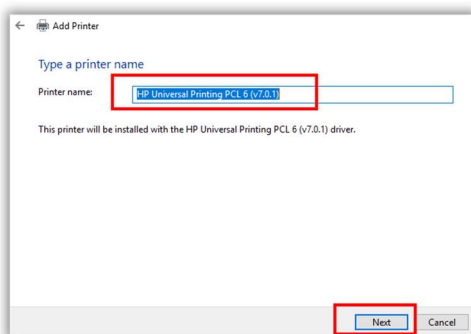 Add Printer
Type a printer name
Printer name: HP Universal Printing PCL 6 (v7.0.1)
This printer will be installed with the HP Universal Printing PCL 6 (v7.0.1) driver.
Next Cancel